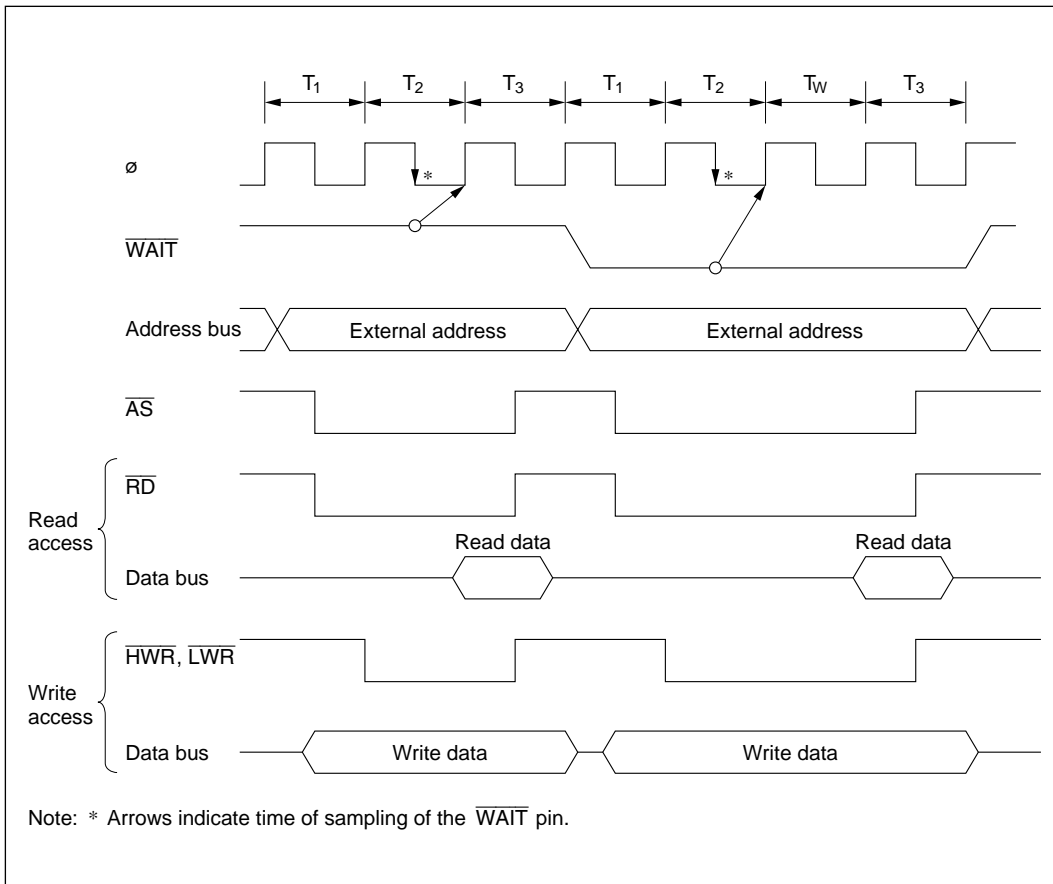 T1 T2 T3 T1 T2 TW T3
ø * *
WAIT
Address bus External address External address
AS
Read access
RD
Read data Read data
Data bus
Write access
HWR, LWR
Data bus Write data Write data
Note: * Arrows indicate time of sampling of the WAIT pin.